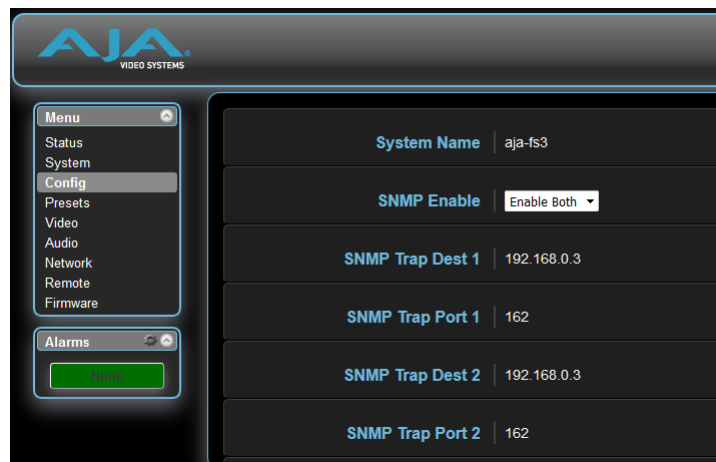 AJA®
VIDEO SYSTEMS
Menu
Status
System
Config
Presets
Video
Audio
Network
Remote
Firmware
Alarms
None
System Name aja-fs3
SNMP Enable Enable Both
SNMP Trap Dest 1 192.168.0.3
SNMP Trap Port 1 162
SNMP Trap Dest 2 192.168.0.3
SNMP Trap Port 2 162